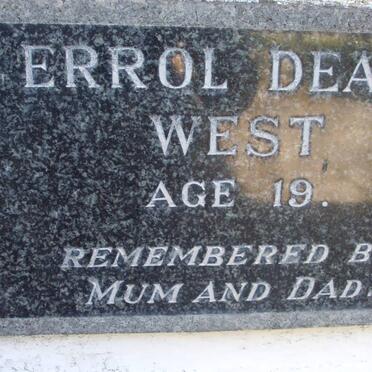 ERROL DEA
WEST
AGE 19.
REMEMBERED B
MUM AND DAD.